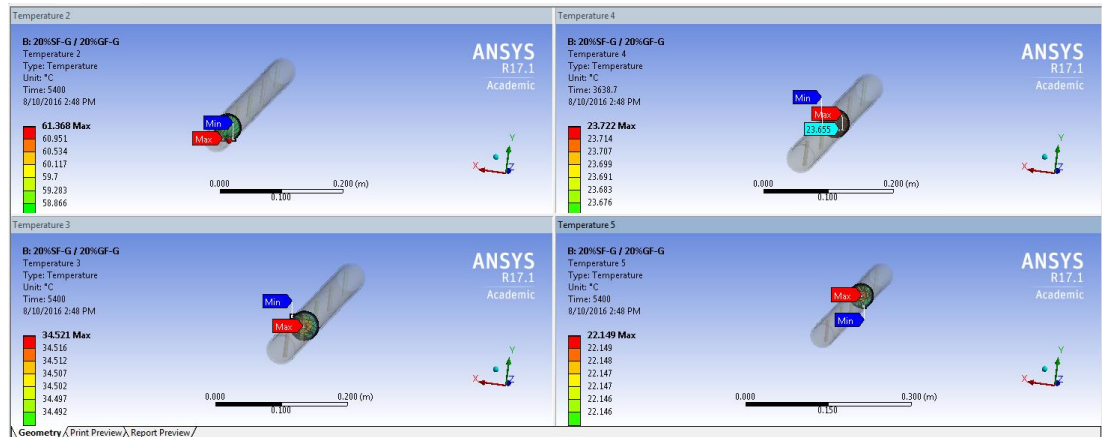 Temperature 2
B: 20%SF-G / 20%GF-G
Temperature 2
Type: Temperature
Unit: °C
Time: 5400
8/10/2016 2:48 PM
61.368 Max
60.951
60.534
60.117
59.7
59.283
58.866
Min
Max
0.000
0.200 (m)
0.100
ANSYS
R17.1
Academic
Y
X
Z
Temperature 4
B: 20%SF-G / 20%GF-G
Temperature 4
Type: Temperature
Unit: °C
Time: 3638.7
8/10/2016 2:48 PM
23.722 Max
23.714
23.707
23.699
23.691
23.683
23.676
Min
Max
23.655
0.000
0.200 (m)
0.100
ANSYS
R17.1
Academic
Y
X
Z
Temperature 3
B: 20%SF-G / 20%GF-G
Temperature 3
Type: Temperature
Unit: °C
Time: 5400
8/10/2016 2:48 PM
34.521 Max
34.516
34.512
34.507
34.502
34.497
34.492
Min
Max
0.000
0.200 (m)
0.100
ANSYS
R17.1
Academic
Y
X
Z
Temperature 5
B: 20%SF-G / 20%GF-G
Temperature 5
Type: Temperature
Unit: °C
Time: 5400
8/10/2016 2:48 PM
22.149 Max
22.149
22.148
22.147
22.147
22.146
22.146
Max
Min
0.000
0.300 (m)
0.150
ANSYS
R17.1
Academic
Y
X
Z
Geometry / Print Preview / Report Preview /